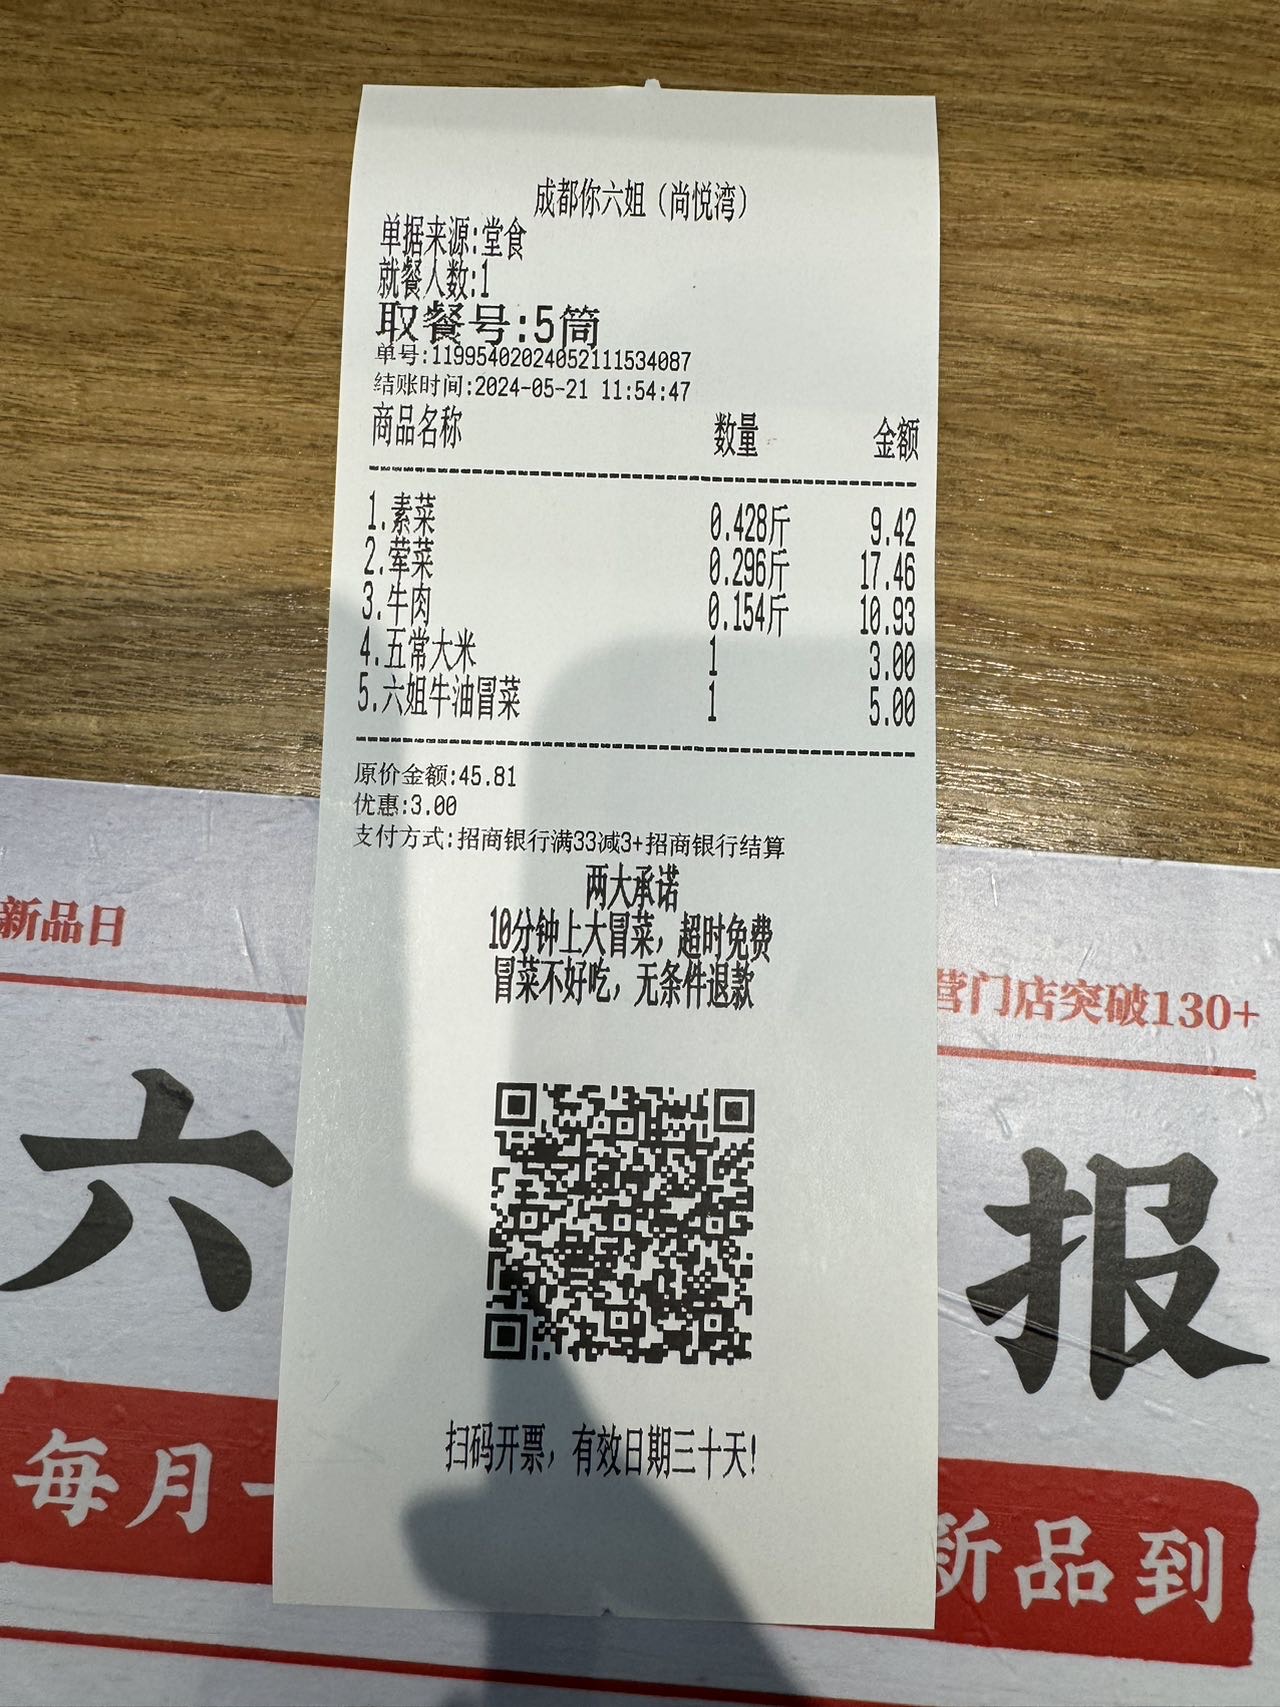 成都你六姐（尚悦湾）
单据来源:堂食
就餐人数:1
取餐号:5筒
单号:119954020240521115​34087
结账时间:2024-05-21 11:54:47
商品名称 数量 金额
1.素菜 0.428斤 9.42
2.荤菜 0.296斤 17.46
3.牛肉 0.154斤 10.93
4.五常大米 1 3.00
5.六姐牛油冒菜 1 5.00
原价金额:45.81
优惠:3.00
支付方式:招商银行满33减3+招商银行结算
两大承诺
10分钟上大冒菜，超时免费
冒菜不好吃，无条件退款
扫码开票，有效日期三十天!
新品日
营门店突破130+
六
报
每月一
新品到